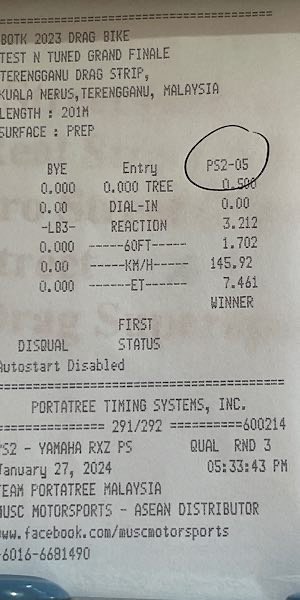 BOTK 2023 DRAG BIKE
TEST N TUNED GRAND FINALE
TERENGGANU DRAG STRIP,
KUALA NERUS,TERENGGANU, MALAYSIA
LENGTH : 201M
SURFACE : PREP
BYE Entry PS2-05
0.000 0.000 TREE 0.500
0.00 DIAL-IN 0.00
-LB3- REACTION 3.212
0.000 ------60FT------ 1.702
0.00 ------KM/H------ 145.92
0.000 -------ET------- 7.461
WINNER
FIRST
DISQUAL STATUS
Autostart Disabled
PORTATREE TIMING SYSTEMS, INC.
=============== 291/292 ==========600214
PS2 - YAMAHA RXZ PS QUAL RND 3
January 27, 2024 05:33:43 PM
TEAM PORTATREE MALAYSIA
MUSC MOTORSPORTS - ASEAN DISTRIBUTOR
www.facebook.com/muscmotorsports
-6016-6681490